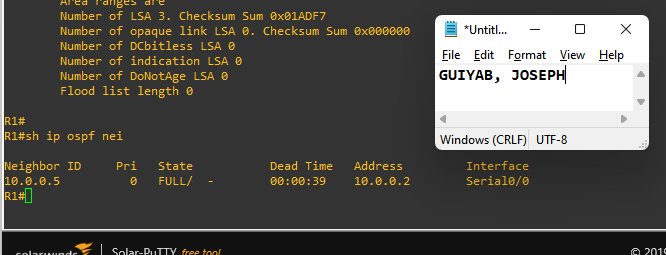 Area ranges are
Number of LSA 3. Checksum Sum 0x01ADF7
Number of opaque link LSA 0. Checksum Sum 0x000000
Number of DCbitless LSA 0
Number of indication LSA 0
Number of DoNotAge LSA 0
Flood list length 0
R1#
R1#sh ip ospf nei
Neighbor ID Pri State Dead Time Address Interface
10.0.0.5 0 FULL/ - 00:00:39 10.0.0.2 Serial0/0
R1#
*Untitl...
File Edit Format View Help
GUIYAB, JOSEPH
Windows (CRLF) UTF-8
solarwinds Solar-PuTTY free tool © 2019